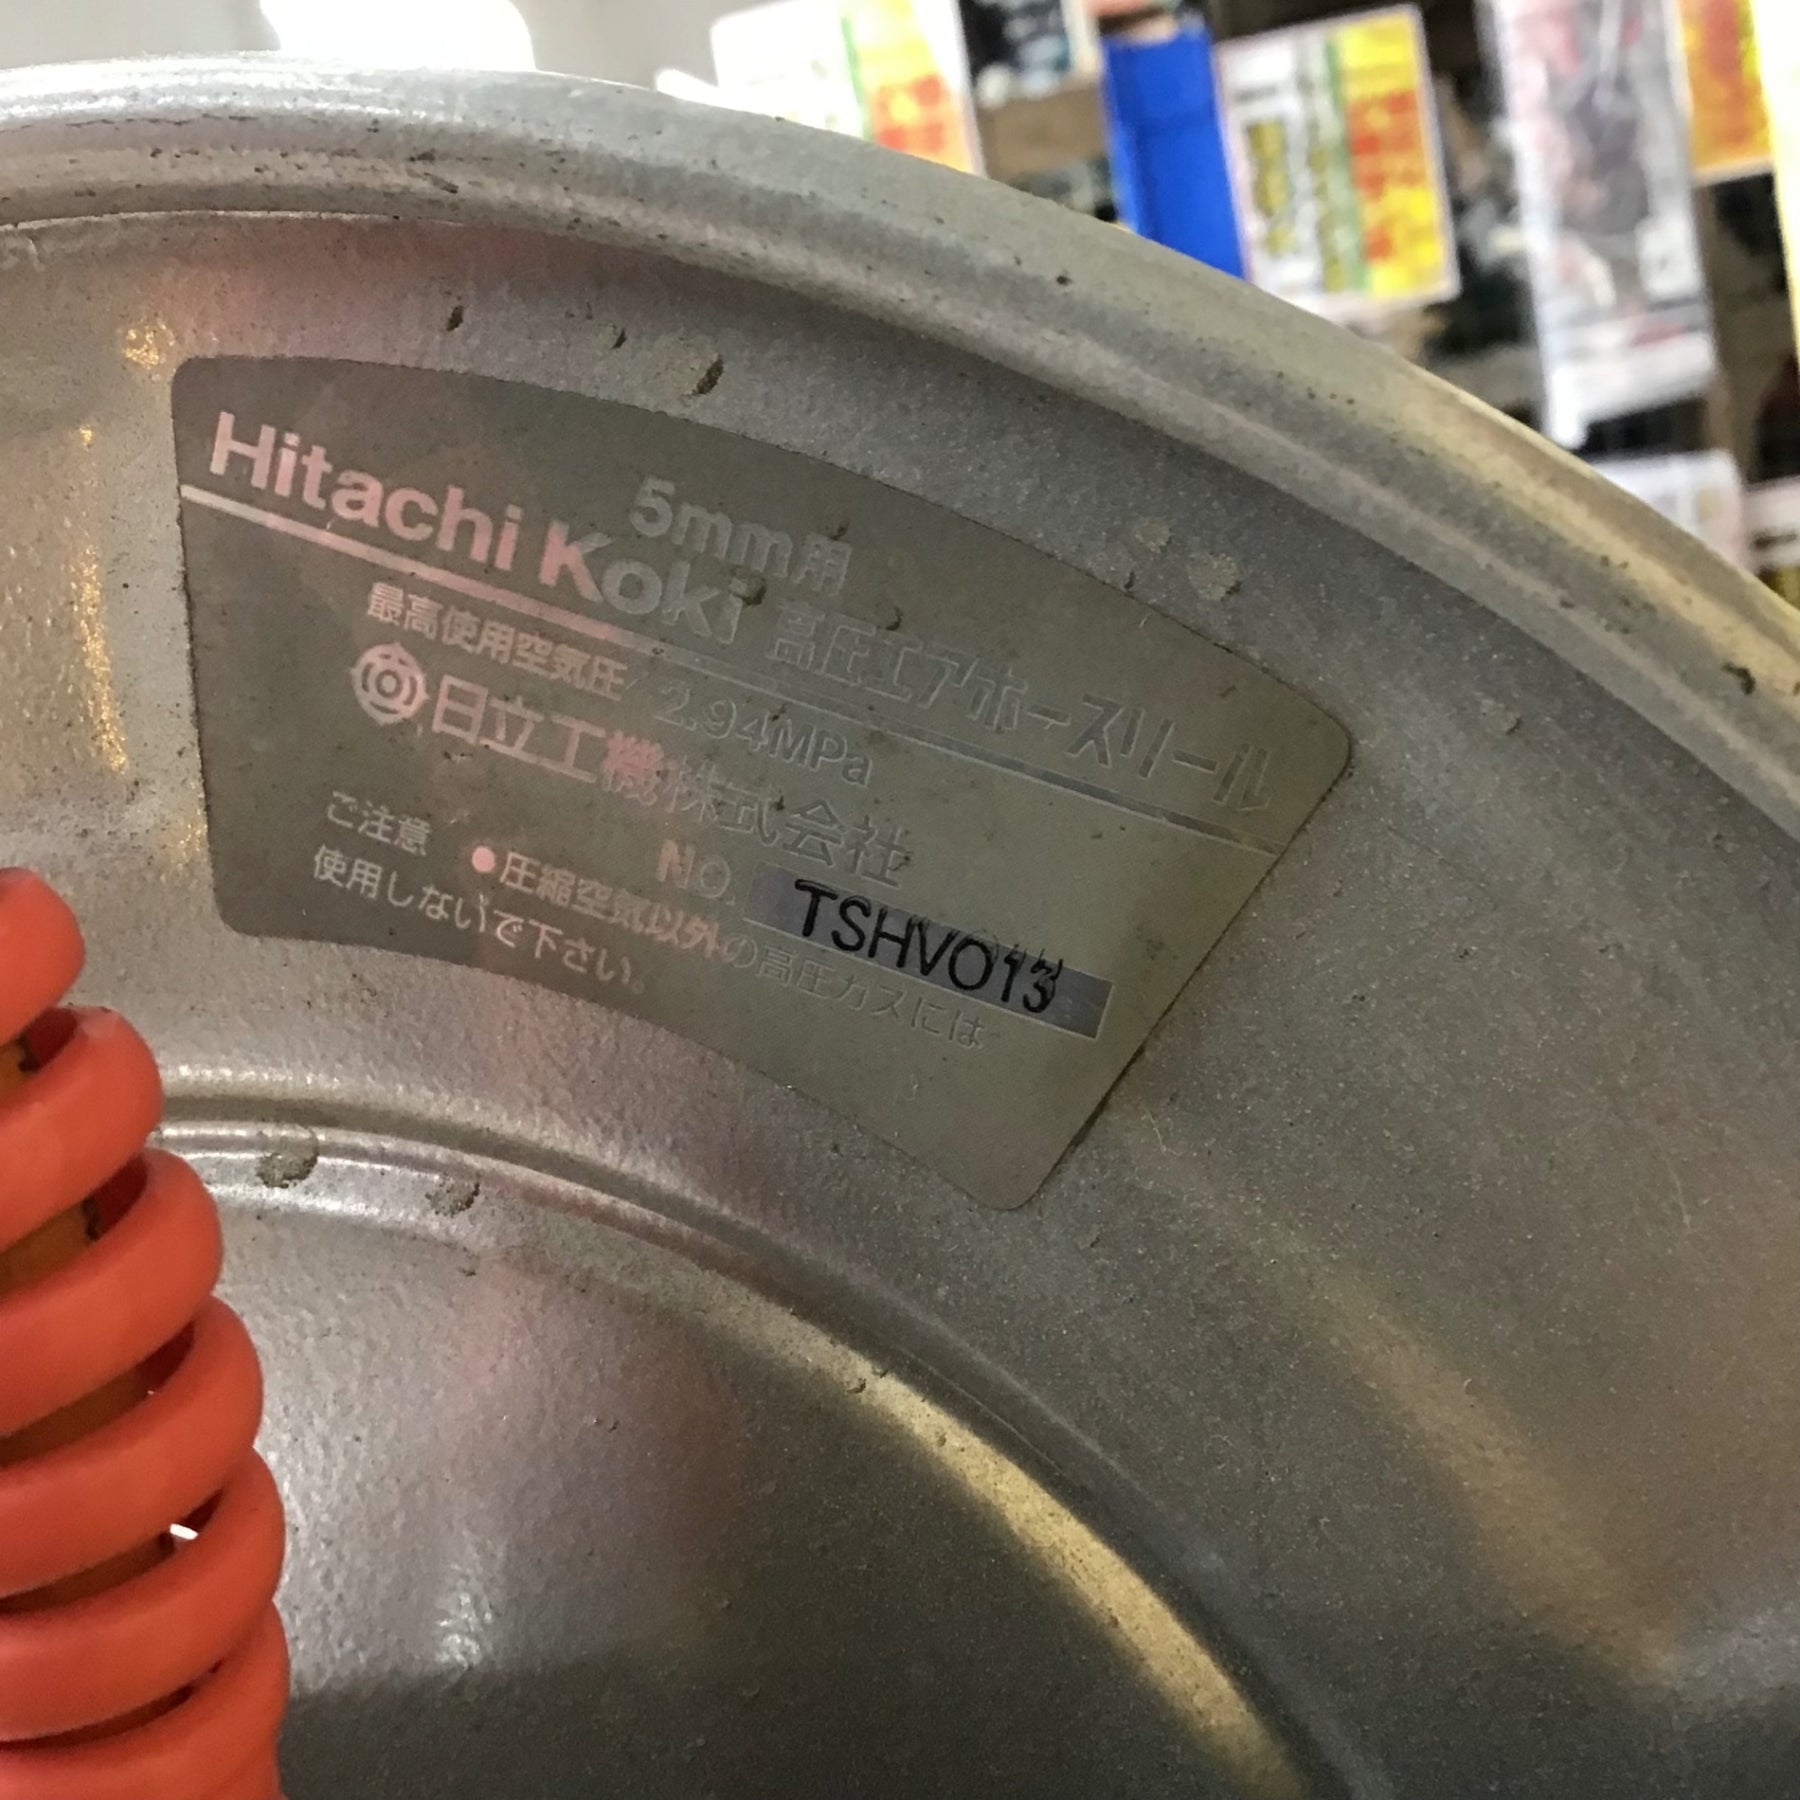 5mm用
Hitachi Koki 高圧エアホースリール
最高使用空気圧 2.94MPa
日立工機株式会社
NO. TSHV013
ご注意 ●圧縮空気以外の高圧ガスには
使用しないで下さい。